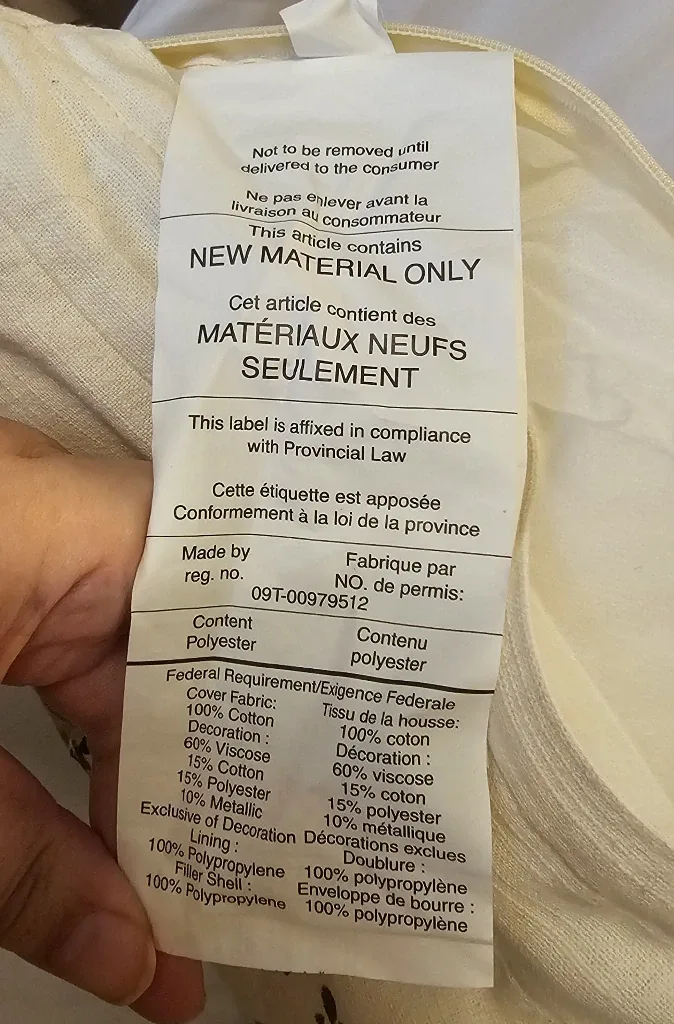 Not to be removed until
delivered to the consumer
Ne pas enlever avant la
livraison au consommateur
This article contains
NEW MATERIAL ONLY
Cet article contient des
MATÉRIAUX NEUFS
SEULEMENT
This label is affixed in compliance
with Provincial Law
Cette étiquette est apposée
Conformement à la loi de la province
Made by
reg. no.
Fabrique par
NO. de permis:
09T-00979512
Content
Polyester
Contenu
polyester
Federal Requirement/Exigence Federale
Cover Fabric:
100% Cotton
Decoration :
60% Viscose
15% Cotton
15% Polyester
10% Metallic
Exclusive of Decoration
Lining :
100% Polypropylene
Filler Shell :
100% Polypropylene
Tissu de la housse:
100% coton
Décoration :
60% viscose
15% coton
15% polyester
10% métallique
Décorations exclues
Doublure :
100% polypropylène
Enveloppe de bourre :
100% polypropylène